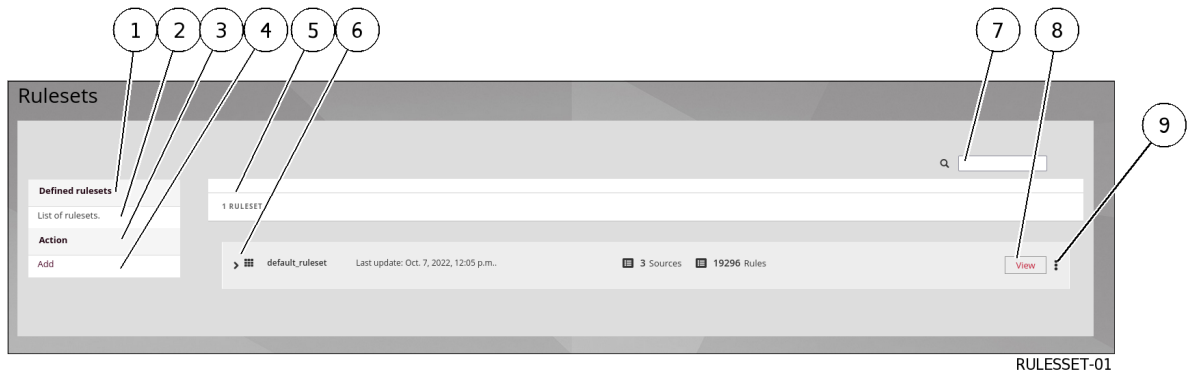 1 2 3 4 5 6 7 8
9
Rulesets
Defined rulesets
List of rulesets.
Action
Add
1 RULESET
default_ruleset Last update: Oct. 7, 2022, 12:05 p.m.. 3 Sources 19296 Rules View
RULESSET-01